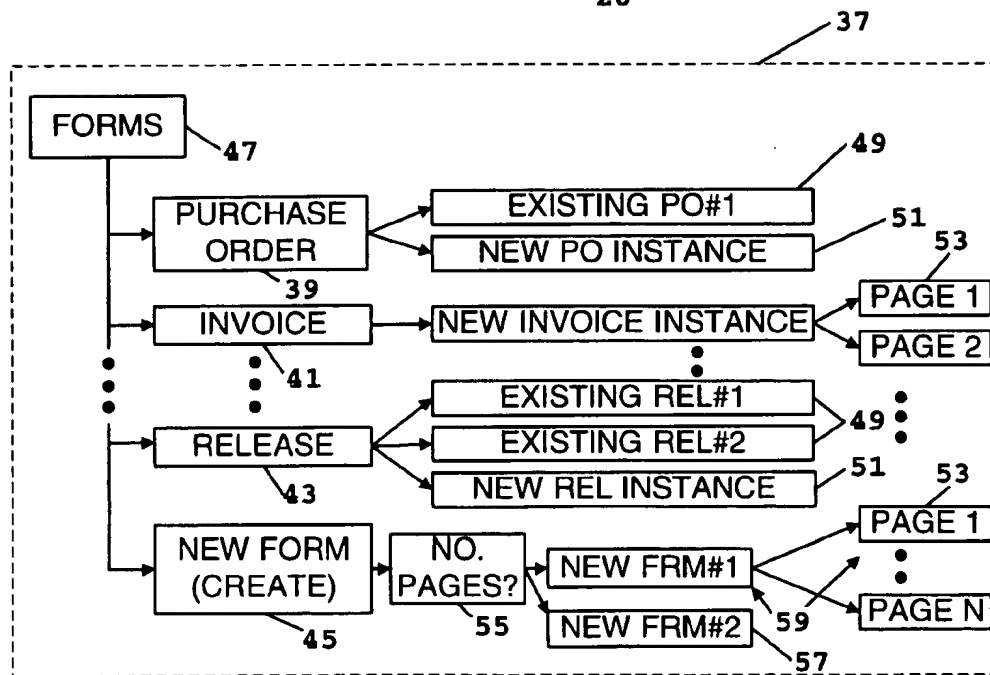 37
FORMS
47
49
PURCHASE
ORDER
EXISTING PO#1
NEW PO INSTANCE
51
53
39
INVOICE
NEW INVOICE INSTANCE
PAGE 1
PAGE 2
41
EXISTING REL#1
RELEASE
EXISTING REL#2
49
43
NEW REL INSTANCE
51
53
NEW FORM
(CREATE)
NO.
PAGES?
NEW FRM#1
PAGE 1
PAGE N
45
55
NEW FRM#2
59
57